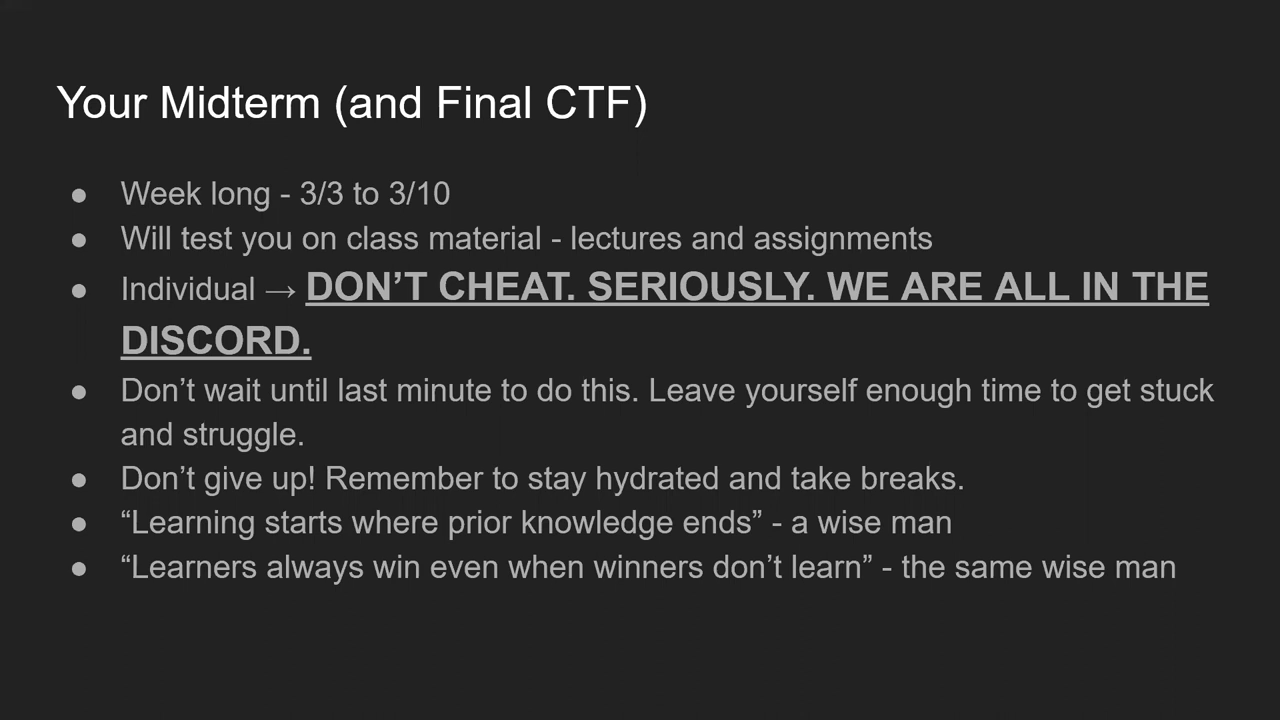 Your Midterm (and Final CTF)
● Week long - 3/3 to 3/10
● Will test you on class material - lectures and assignments
● Individual → DON’T CHEAT. SERIOUSLY. WE ARE ALL IN THE
DISCORD.
● Don’t wait until last minute to do this. Leave yourself enough time to get stuck
and struggle.
● Don’t give up! Remember to stay hydrated and take breaks.
● “Learning starts where prior knowledge ends” - a wise man
● “Learners always win even when winners don’t learn” - the same wise man